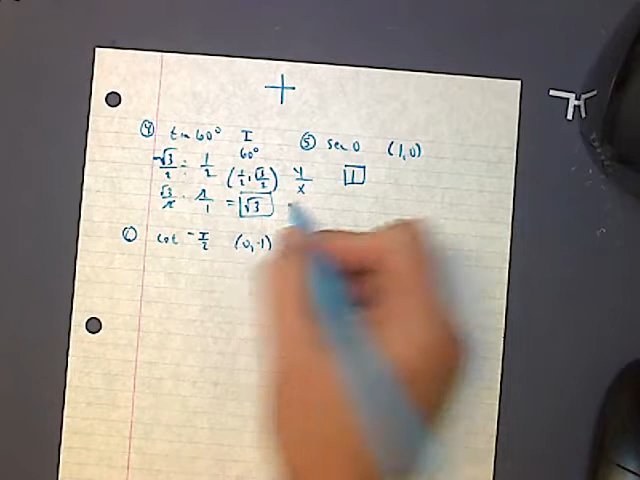 ④ tan 60° I
60°
√3/2 ÷ 1/2 (1/2, √3/2) y/x
√3/2 · 2/1 = √3
⑤ sec 0 (1,0)
1
⑥ cot -π/2 (0,-1)